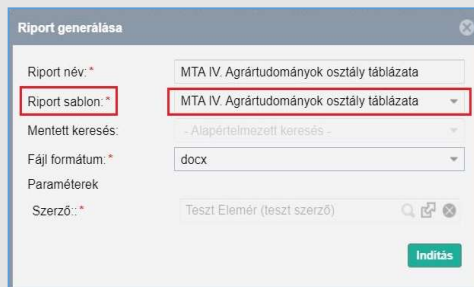 Riport generálása
Riport név:* MTA IV. Agrártudományok osztály táblázata
Riport sablon:* MTA IV. Agrártudományok osztály táblázata
Mentett keresés: - Alapértelmezett keresés -
Fájl formátum:* docx
Paraméterek
Szerző::* Teszt Elemér (teszt szerző)
Indítás